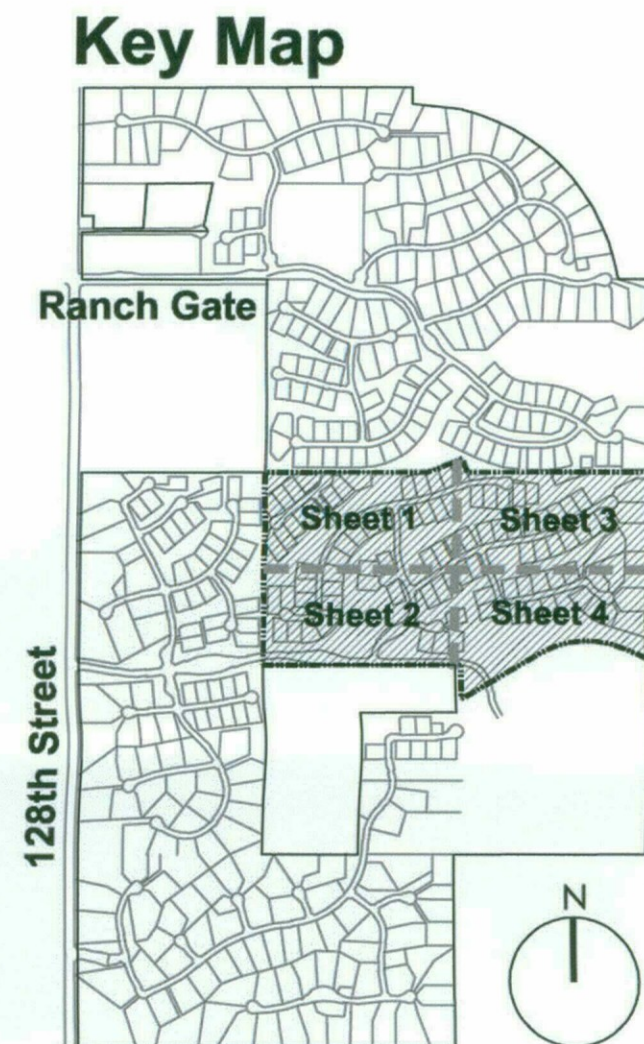 Key Map
Ranch Gate
Sheet 1
Sheet 3
Sheet 2
Sheet 4
128th Street
N